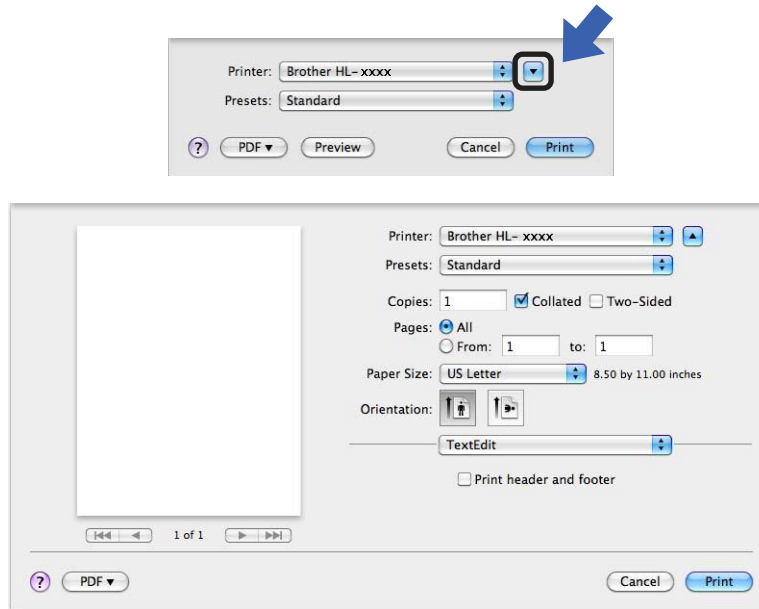 Printer: Brother HL- xxxx
Presets: Standard
? PDF ▾ Preview Cancel Print
Printer: Brother HL- xxxx
Presets: Standard
Copies: 1 Collated Two-Sided
Pages: All
From: 1 to: 1
Paper Size: US Letter 8.50 by 11.00 inches
Orientation:
TextEdit
Print header and footer
1 of 1
? PDF ▾ Cancel Print